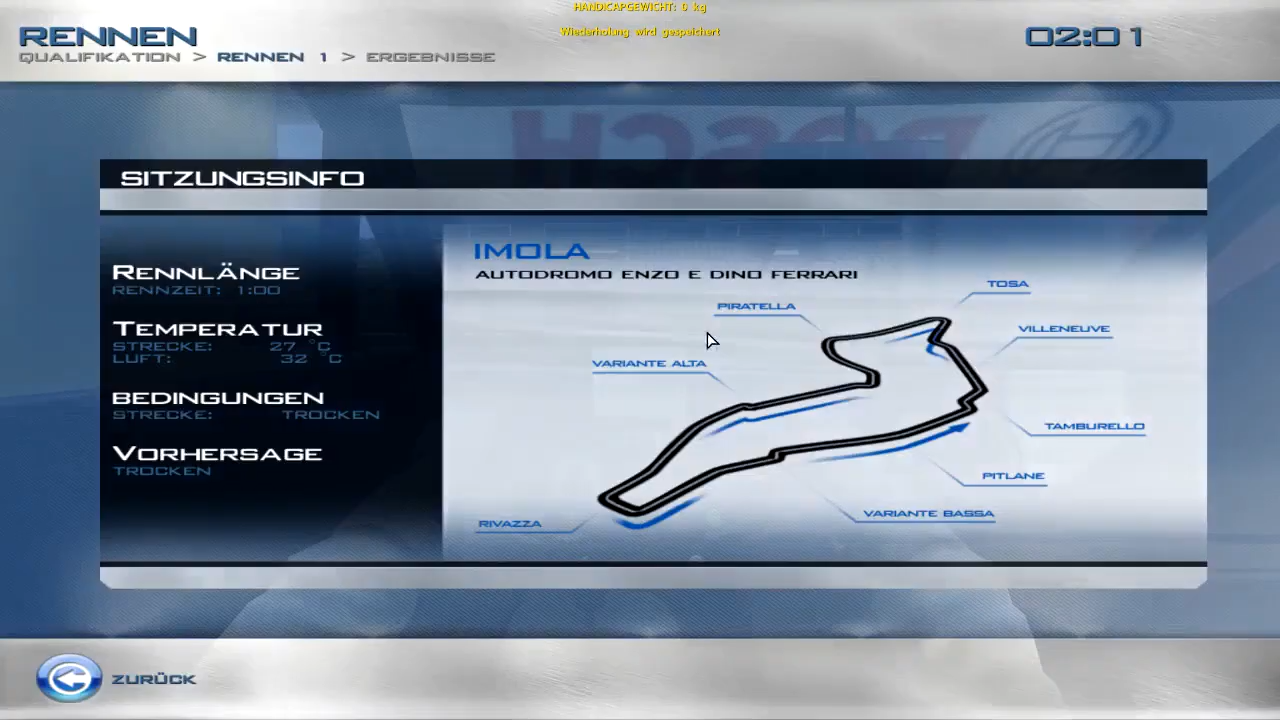 HANDICAPGEWICHT: 0 kg
Wiederholung wird gespeichert
RENNEN
02:01
QUALIFIKATION > RENNEN 1 > ERGEBNISSE
BOSCH
SITZUNGSINFO
RENNLÄNGE
RENNZEIT: 1:00
TEMPERATUR
STRECKE: 27 °C
LUFT: 32 °C
BEDINGUNGEN
STRECKE: TROCKEN
VORHERSAGE
TROCKEN
IMOLA
AUTODROMO ENZO E DINO FERRARI
TOSA
PIRATELLA
VILLENEUVE
VARIANTE ALTA
TAMBURELLO
PITLANE
VARIANTE BASSA
RIVAZZA
ZURÜCK